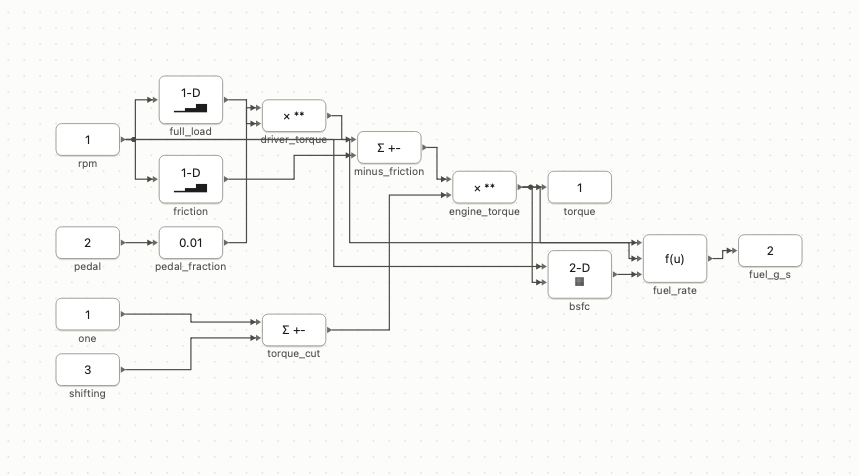 1-D
full_load
× **
driver_torque
1
rpm
Σ +-
minus_friction
1-D
friction
× **
engine_torque
1
torque
2
pedal
0.01
pedal_fraction
f(u)
fuel_rate
2
fuel_g_s
2-D
bsfc
1
one
Σ +-
torque_cut
3
shifting